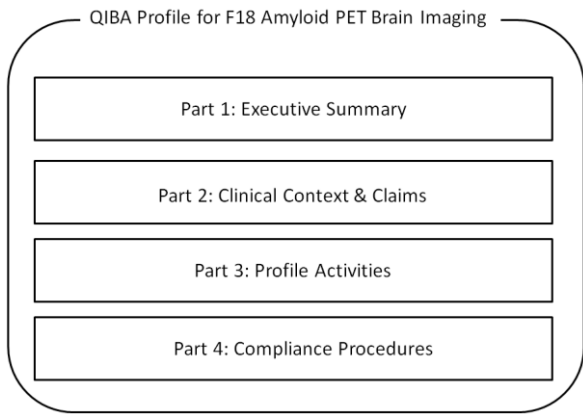 QIBA Profile for F18 Amyloid PET Brain Imaging
Part 1: Executive Summary
Part 2: Clinical Context & Claims
Part 3: Profile Activities
Part 4: Compliance Procedures